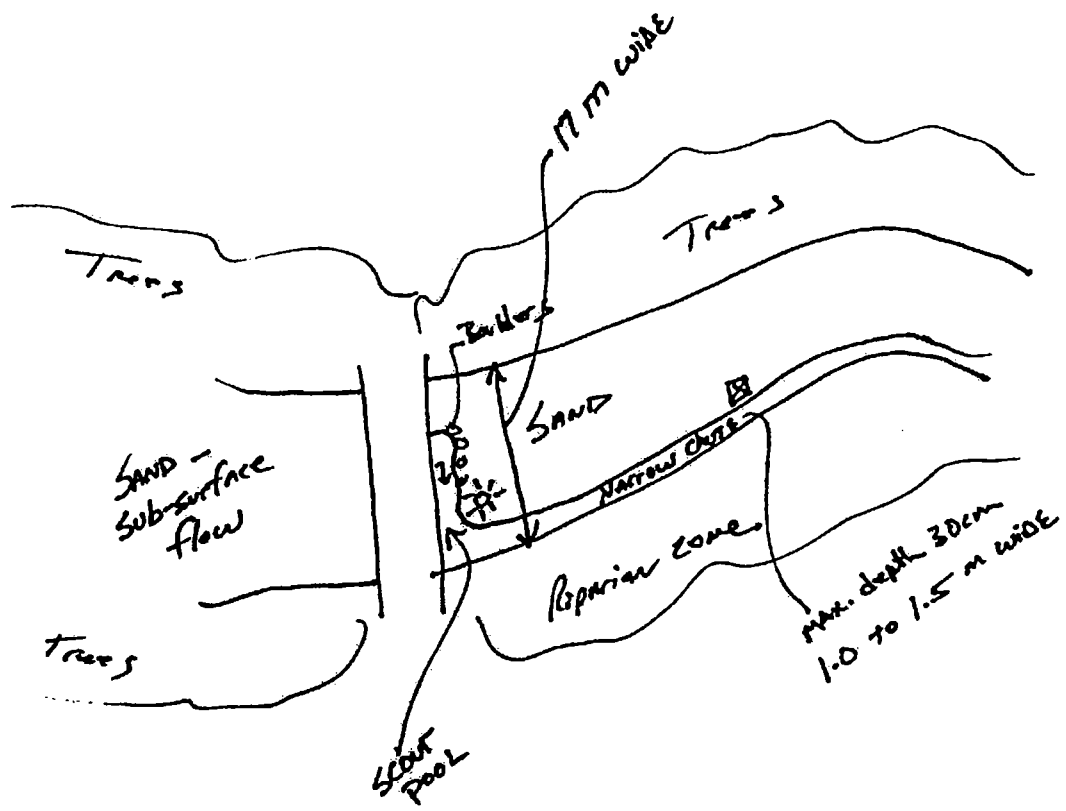 17 m WIDE
Trees
Trees
Boulders
SAND
NARROW CHUTE
SAND -
SUB-SURFACE
flow
Riparian zone
MAX. depth 30cm
1.0 to 1.5 m WIDE
Trees
SCOUR
POOL